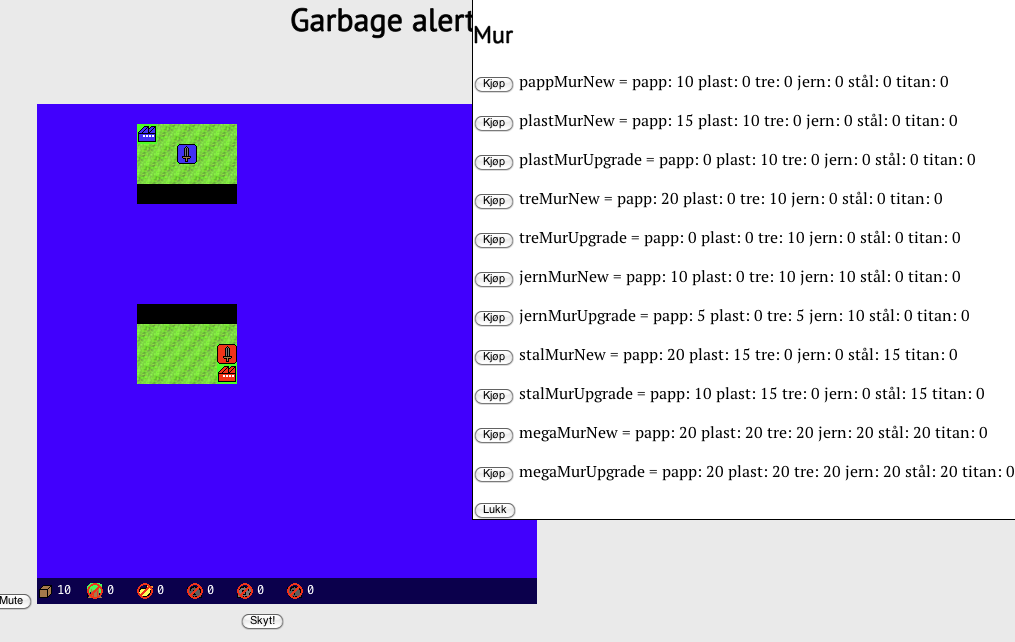 Garbage alert
Mur
Kjøp pappMurNew = papp: 10 plast: 0 tre: 0 jern: 0 stål: 0 titan: 0
Kjøp plastMurNew = papp: 15 plast: 10 tre: 0 jern: 0 stål: 0 titan: 0
Kjøp plastMurUpgrade = papp: 0 plast: 10 tre: 0 jern: 0 stål: 0 titan: 0
Kjøp treMurNew = papp: 20 plast: 0 tre: 10 jern: 0 stål: 0 titan: 0
Kjøp treMurUpgrade = papp: 0 plast: 0 tre: 10 jern: 0 stål: 0 titan: 0
Kjøp jernMurNew = papp: 10 plast: 0 tre: 10 jern: 10 stål: 0 titan: 0
Kjøp jernMurUpgrade = papp: 5 plast: 0 tre: 5 jern: 10 stål: 0 titan: 0
Kjøp stalMurNew = papp: 20 plast: 15 tre: 0 jern: 0 stål: 15 titan: 0
Kjøp stalMurUpgrade = papp: 10 plast: 15 tre: 0 jern: 0 stål: 15 titan: 0
Kjøp megaMurNew = papp: 20 plast: 20 tre: 20 jern: 20 stål: 20 titan: 0
Kjøp megaMurUpgrade = papp: 20 plast: 20 tre: 20 jern: 20 stål: 20 titan: 0
Lukk
10 0 0 0 0 0
Mute
Skyt!